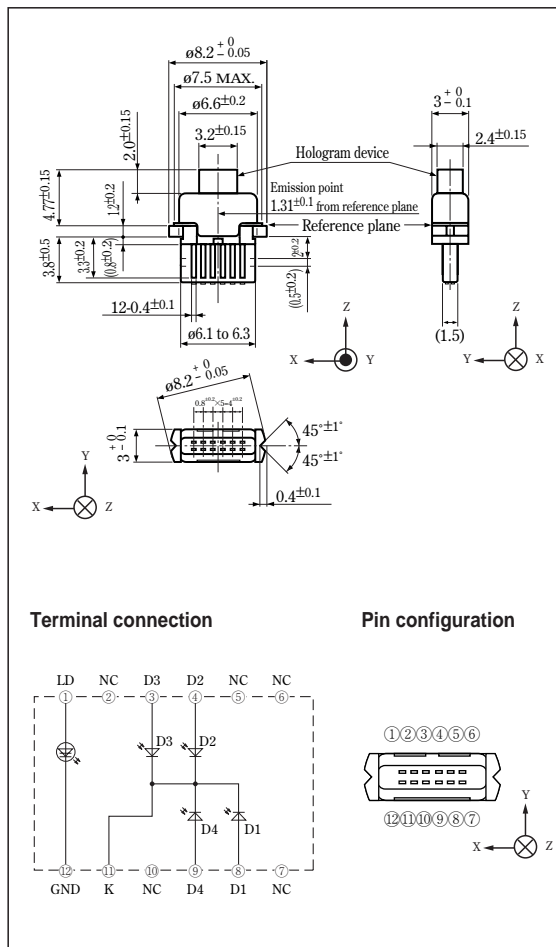 ø8.2 + 0 - 0.05
ø7.5 MAX.
ø6.6±0.2
3.2±0.15
2.0±0.15
4.77±0.15
1.2±0.2
3.8±0.5
3.3±0.2
(0.8±0.2)
12-0.4±0.1
ø6.1 to 6.3
Hologram device
Emission point
1.31±0.1 from reference plane
Reference plane
2±0.2
(0.5±0.2)
3 + 0 - 0.1
2.4±0.15
(1.5)
Z
X
Y
Z
Y
X
ø8.2 + 0 - 0.05
0.8±0.2×5=4±0.2
3 + 0 - 0.1
45°±1°
45°±1°
0.4±0.1
Y
X
Z
Terminal connection
LD NC D3 D2 NC NC
① ② ③ ④ ⑤ ⑥
D3 D2
D4 D1
⑫ ⑪ ⑩ ⑨ ⑧ ⑦
GND K NC D4 D1 NC
Pin configuration
①②③④⑤⑥
⑫⑪⑩⑨⑧⑦
Y
X
Z